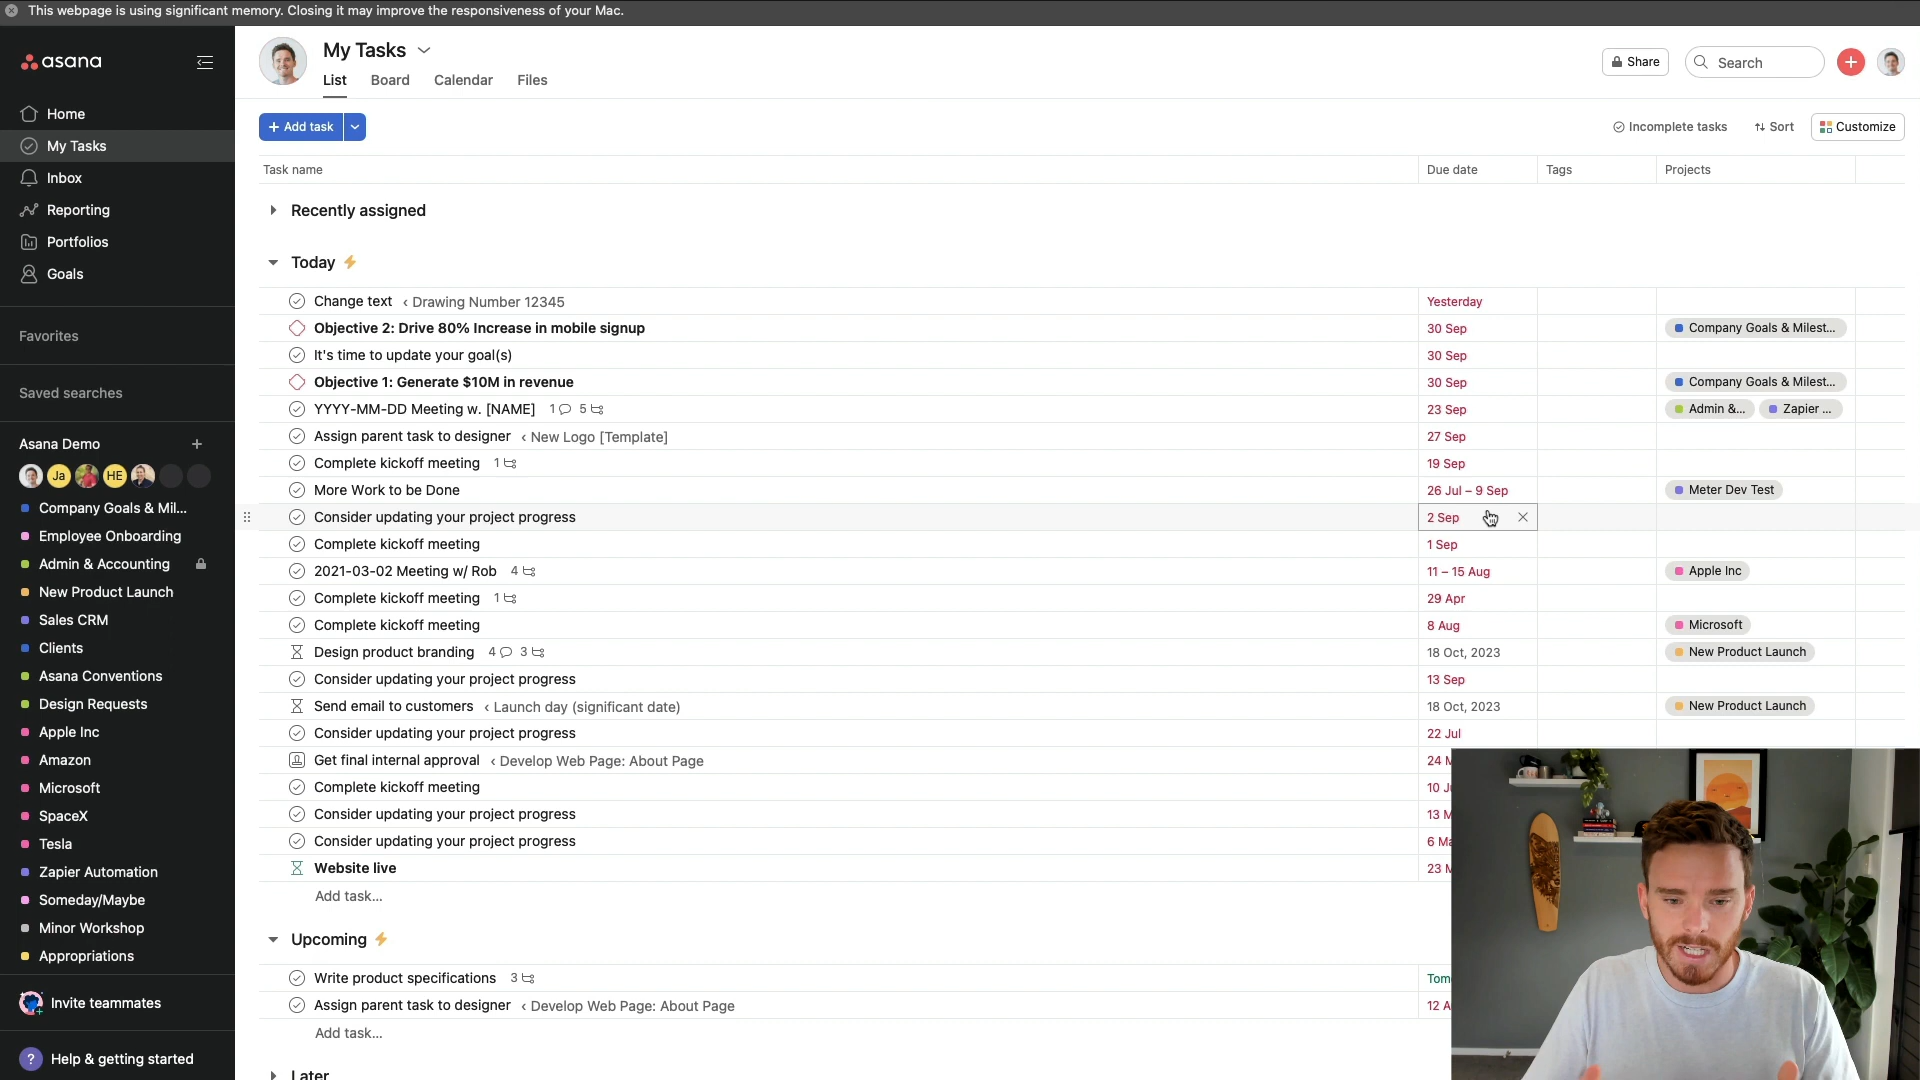 This webpage is using significant memory. Closing it may improve the responsiveness of your Mac.
asana
Home
My Tasks
Inbox
Reporting
Portfolios
Goals
Favorites
Saved searches
Asana Demo
Ja HE
Company Goals & Mil...
Employee Onboarding
Admin & Accounting
New Product Launch
Sales CRM
Clients
Asana Conventions
Design Requests
Apple Inc
Amazon
Microsoft
SpaceX
Tesla
Zapier Automation
Someday/Maybe
Minor Workshop
Appropriations
Invite teammates
? Help & getting started
My Tasks
List Board Calendar Files
Share Search
+ Add task
Incomplete tasks Sort Customize
Task name Due date Tags Projects
Recently assigned
Today
Change text ‹ Drawing Number 12345 Yesterday
Objective 2: Drive 80% Increase in mobile signup 30 Sep Company Goals & Milest...
It's time to update your goal(s) 30 Sep
Objective 1: Generate $10M in revenue 30 Sep Company Goals & Milest...
YYYY-MM-DD Meeting w. [NAME] 1 5 23 Sep Admin &... Zapier ...
Assign parent task to designer ‹ New Logo [Template] 27 Sep
Complete kickoff meeting 1 19 Sep
More Work to be Done 26 Jul – 9 Sep Meter Dev Test
Consider updating your project progress 2 Sep
Complete kickoff meeting 1 Sep
2021-03-02 Meeting w/ Rob 4 11 – 15 Aug Apple Inc
Complete kickoff meeting 1 29 Apr
Complete kickoff meeting 8 Aug Microsoft
Design product branding 4 3 18 Oct, 2023 New Product Launch
Consider updating your project progress 13 Sep
Send email to customers ‹ Launch day (significant date) 18 Oct, 2023 New Product Launch
Consider updating your project progress 22 Jul
Get final internal approval ‹ Develop Web Page: About Page 24
Complete kickoff meeting 10
Consider updating your project progress 13
Consider updating your project progress 6
Website live 23
Add task...
Upcoming
Write product specifications 3
Assign parent task to designer ‹ Develop Web Page: About Page 12
Add task...
Later